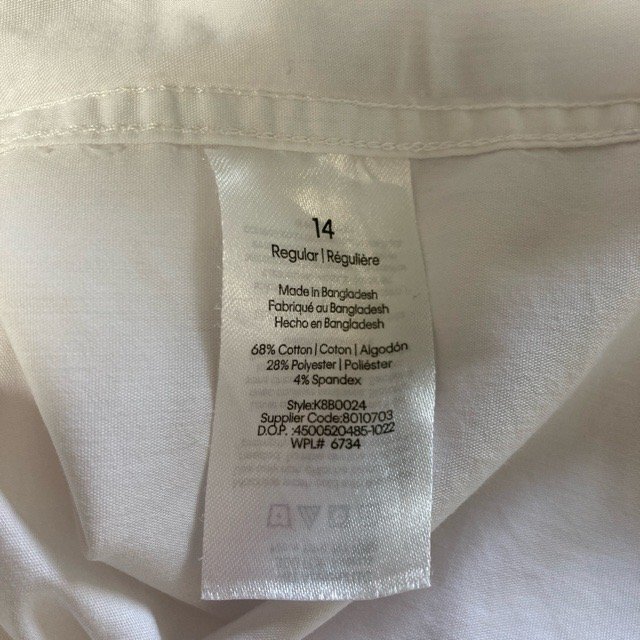 14
Regular | Régulière
Made in Bangladesh
Fabriqué au Bangladesh
Hecho en Bangladesh
68% Cotton | Coton | Algodón
28% Polyester | Poliéster
4% Spandex
Style:K8B0024
Supplier Code:8010703
D.O.P. :4500520485-1022
WPL# 6734